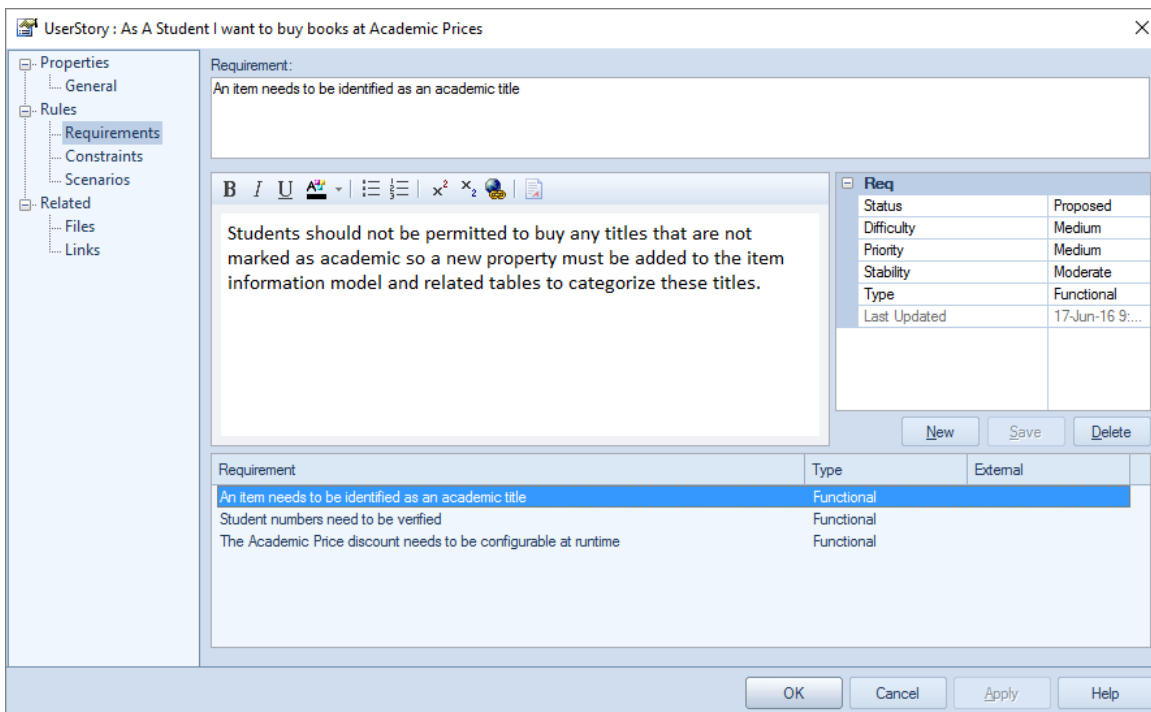 UserStory : As A Student I want to buy books at Academic Prices
Properties
General
Rules
Requirements
Constraints
Scenarios
Related
Files
Links
Requirement:
An item needs to be identified as an academic title
B I U A x² x₂
Students should not be permitted to buy any titles that are not
marked as academic so a new property must be added to the item
information model and related tables to categorize these titles.
Req
Status Proposed
Difficulty Medium
Priority Medium
Stability Moderate
Type Functional
Last Updated 17-Jun-16 9:...
New Save Delete
Requirement Type External
An item needs to be identified as an academic title Functional
Student numbers need to be verified Functional
The Academic Price discount needs to be configurable at runtime Functional
OK Cancel Apply Help